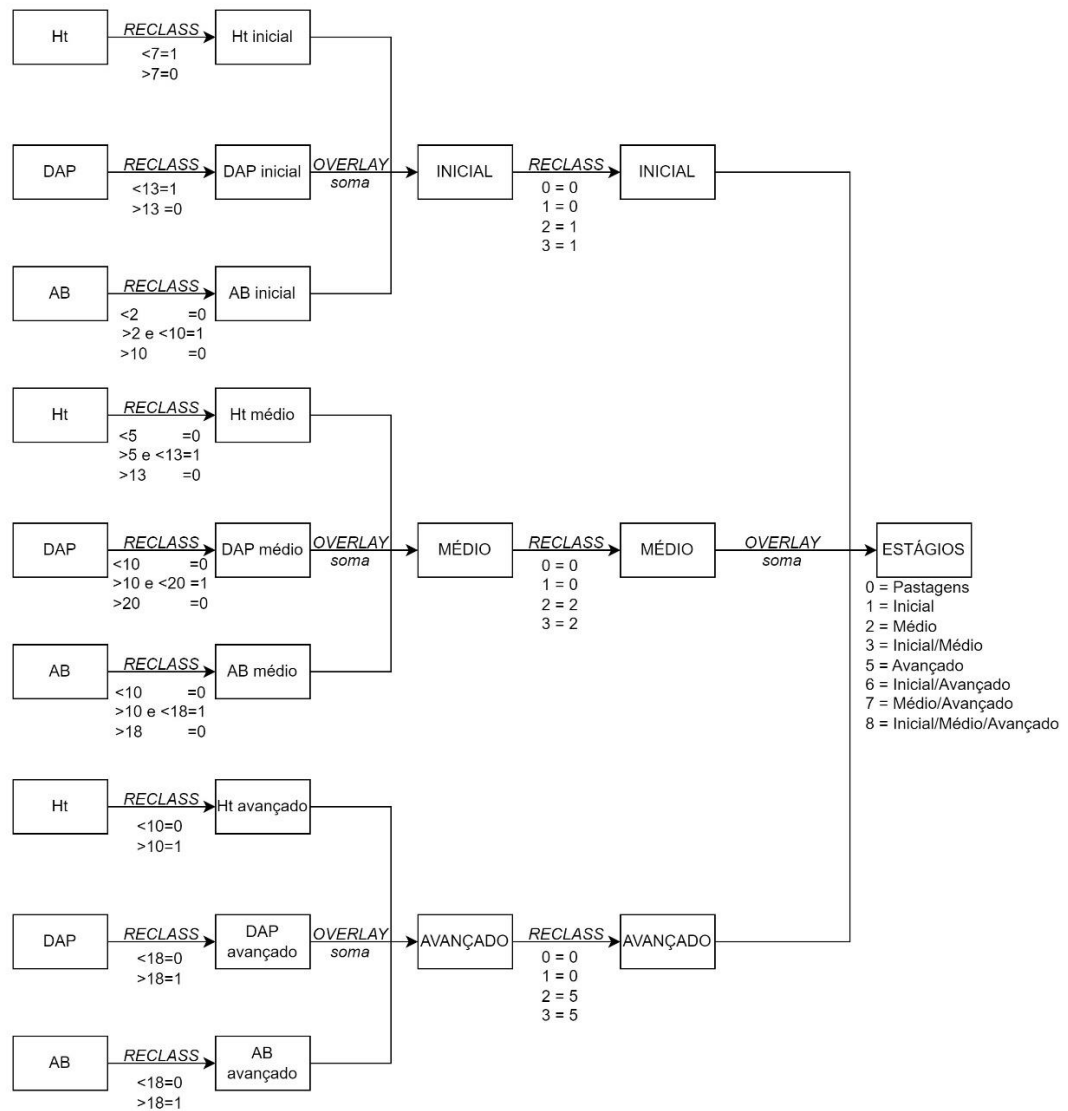 Ht
RECLASS
Ht inicial
<7=1
>7=0
DAP
RECLASS
DAP inicial
OVERLAY
soma
INICIAL
RECLASS
INICIAL
<13=1
>13 =0
0 = 0
1 = 0
2 = 1
3 = 1
AB
RECLASS
AB inicial
<2 =0
>2 e <10=1
>10 =0
Ht
RECLASS
Ht médio
<5 =0
>5 e <13=1
>13 =0
DAP
RECLASS
DAP médio
OVERLAY
soma
MÉDIO
RECLASS
MÉDIO
OVERLAY
soma
ESTÁGIOS
<10 =0
>10 e <20 =1
>20 =0
0 = 0
1 = 0
2 = 2
3 = 2
0 = Pastagens
1 = Inicial
2 = Médio
3 = Inicial/Médio
5 = Avançado
6 = Inicial/Avançado
7 = Médio/Avançado
8 = Inicial/Médio/Avançado
AB
RECLASS
AB médio
<10 =0
>10 e <18=1
>18 =0
Ht
RECLASS
Ht avançado
<10=0
>10=1
DAP
RECLASS
DAP
avançado
OVERLAY
soma
AVANÇADO
RECLASS
AVANÇADO
<18=0
>18=1
0 = 0
1 = 0
2 = 5
3 = 5
AB
RECLASS
AB
avançado
<18=0
>18=1